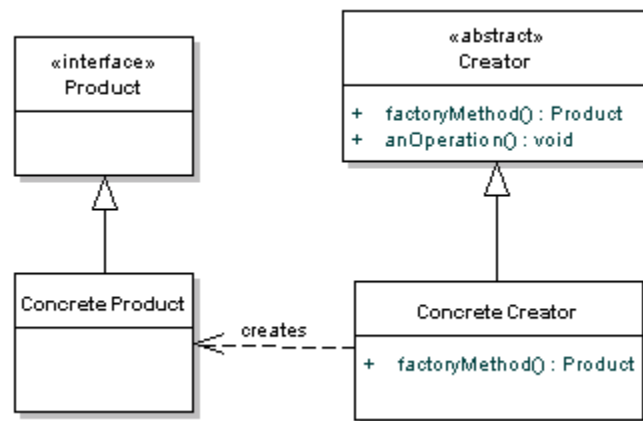 «interface»
Product
«abstract»
Creator
+ factoryMethod() : Product
+ anOperation() : void
Concrete Product
creates
Concrete Creator
+ factoryMethod() : Product